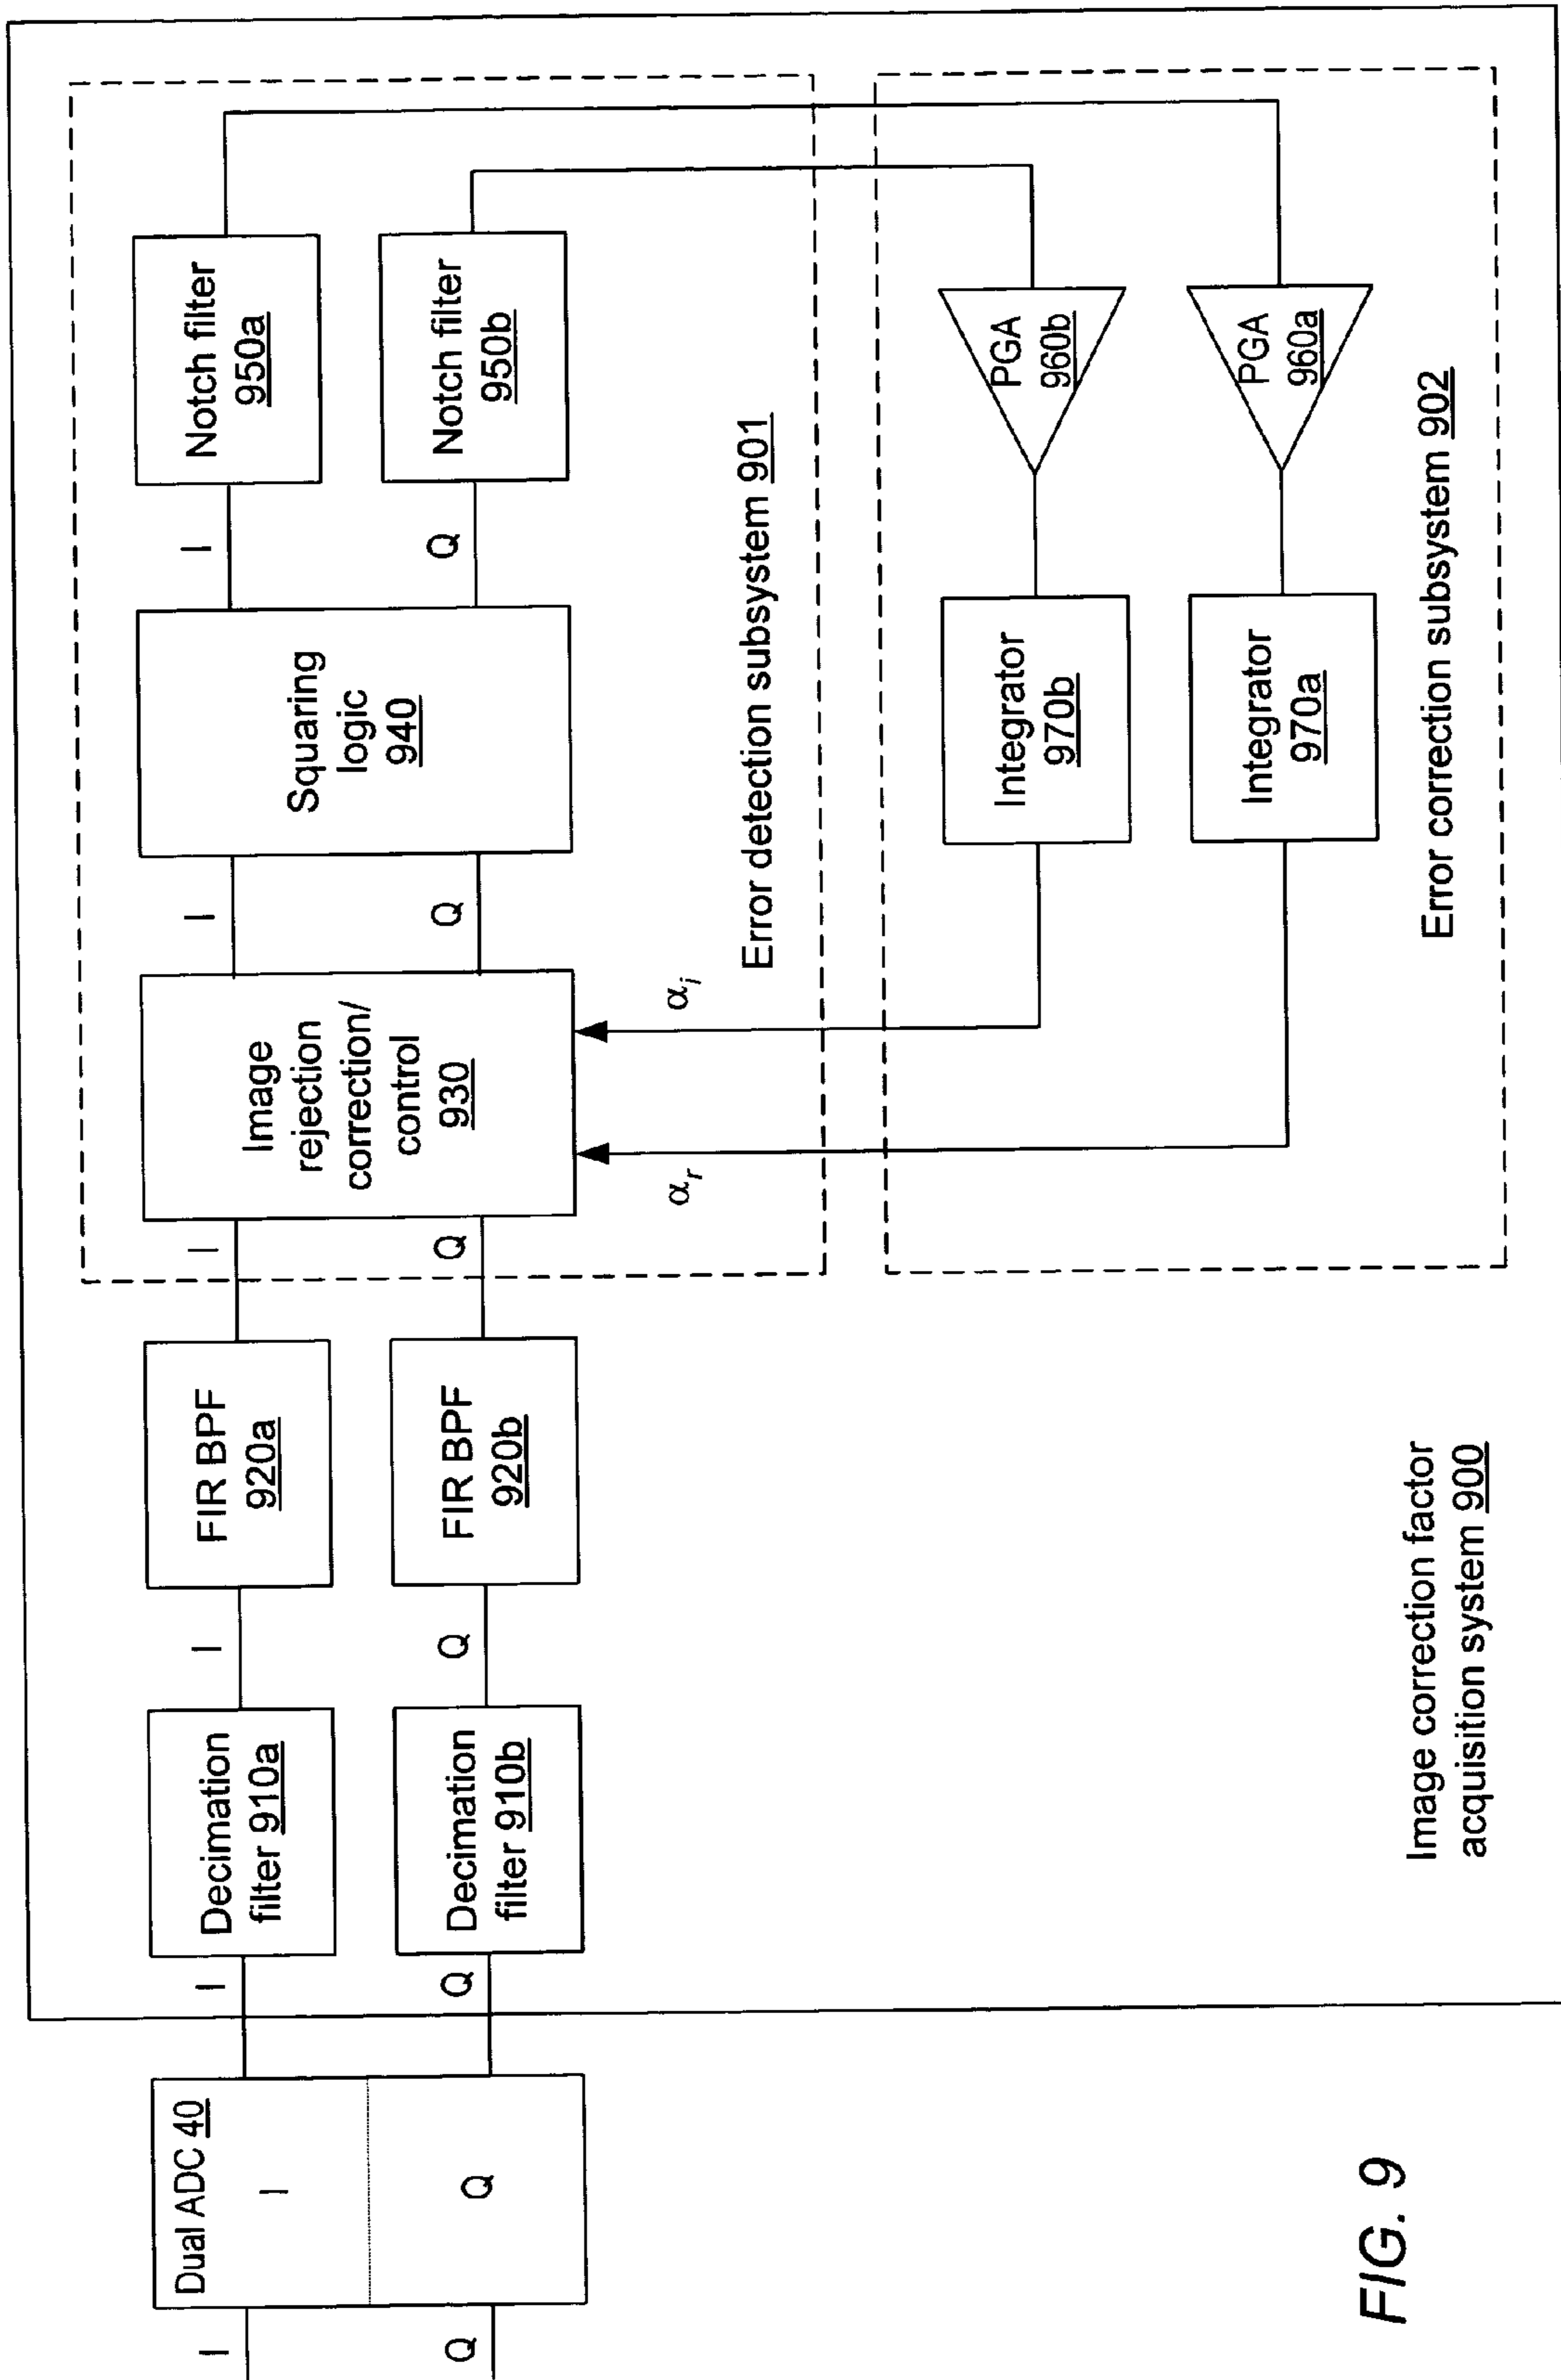 I
Q
Dual ADC 40
I
Q
I
Q
Decimation
filter 910a
Decimation
filter 910b
I
Q
FIR BPF
920a
FIR BPF
920b
I
Q
Image
rejection
correction/
control
930
I
Q
Squaring
logic
940
I
Q
Notch filter
950a
Notch filter
950b
Error detection subsystem 901
αr
αi
Integrator
970b
PGA
960b
Integrator
970a
PGA
960a
Error correction subsystem 902
Image correction factor
acquisition system 900
FIG. 9